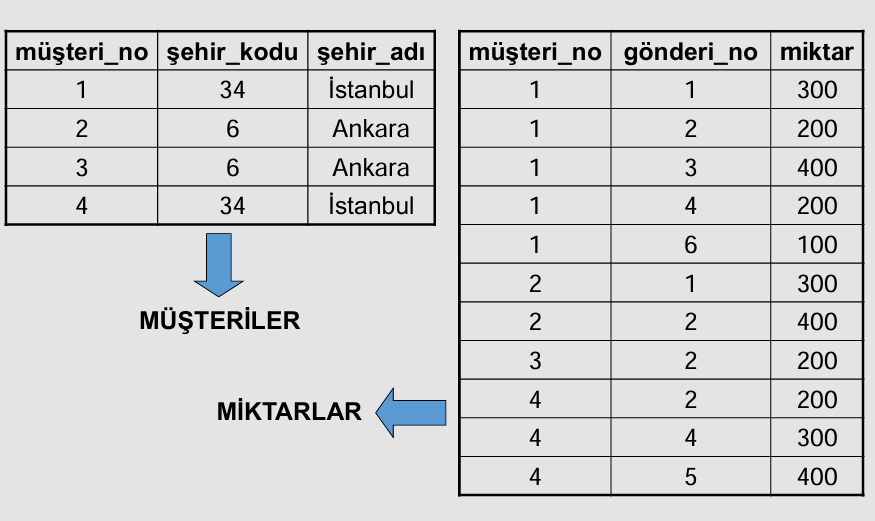 müşteri_no şehir_kodu şehir_adı
1 34 İstanbul
2 6 Ankara
3 6 Ankara
4 34 İstanbul
MÜŞTERİLER
müşteri_no gönderi_no miktar
1 1 300
1 2 200
1 3 400
1 4 200
1 6 100
2 1 300
2 2 400
3 2 200
4 2 200
4 4 300
4 5 400
MİKTARLAR